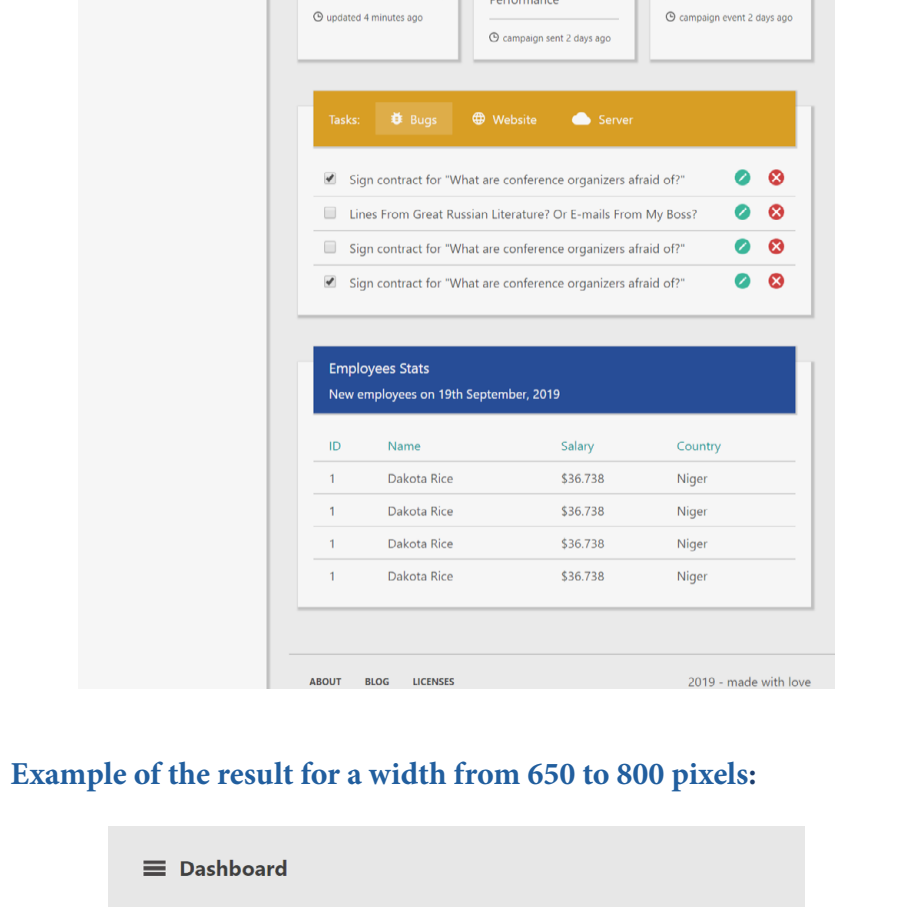 Performance
updated 4 minutes ago
campaign event 2 days ago
campaign sent 2 days ago
Tasks: Bugs Website Server
Sign contract for "What are conference organizers afraid of?"
Lines From Great Russian Literature? Or E-mails From My Boss?
Sign contract for "What are conference organizers afraid of?"
Sign contract for "What are conference organizers afraid of?"
Employees Stats
New employees on 19th September, 2019
ID Name Salary Country
1 Dakota Rice $36.738 Niger
1 Dakota Rice $36.738 Niger
1 Dakota Rice $36.738 Niger
1 Dakota Rice $36.738 Niger
ABOUT BLOG LICENSES 2019 - made with love
Example of the result for a width from 650 to 800 pixels:
Dashboard